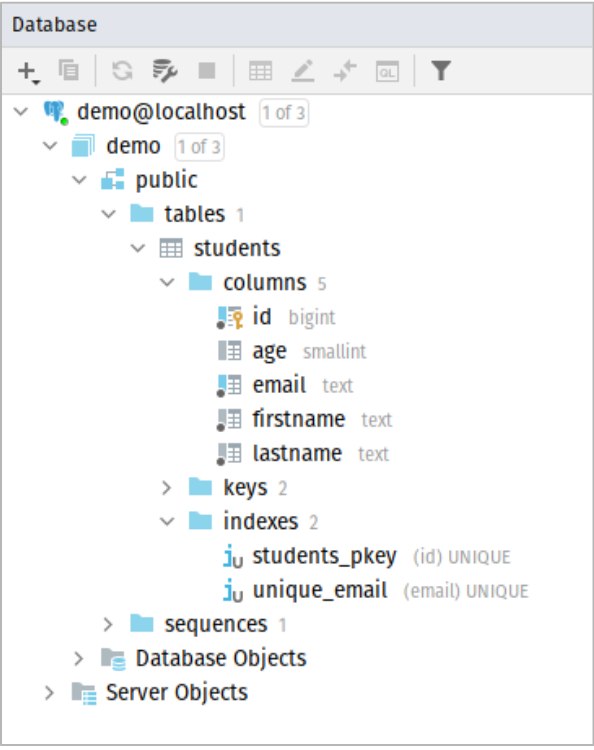 Database
QL
demo@localhost 1 of 3
demo 1 of 3
public
tables 1
students
columns 5
id bigint
age smallint
email text
firstname text
lastname text
keys 2
indexes 2
students_pkey (id) UNIQUE
unique_email (email) UNIQUE
sequences 1
Database Objects
Server Objects